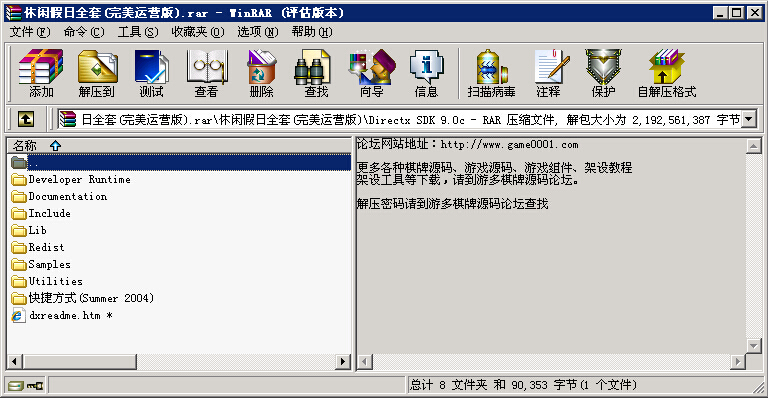 休闲假日全套(完美运营版).rar - WinRAR (评估版本)
文件(F) 命令(C) 工具(S) 收藏夹(O) 选项(N) 帮助(H)
添加 解压到 测试 查看 删除 查找 向导 信息 扫描病毒 注释 保护 自解压格式
日全套(完美运营版).rar\休闲假日全套(完美运营版)\Directx SDK 9.0c - RAR 压缩文件, 解包大小为 2,192,561,387 字节
名称
..
Developer Runtime
Documentation
Include
Lib
Redist
Samples
Utilities
快捷方式(Summer 2004)
dxreadme.htm *
论坛网站地址：http://www.game0001.com
更多各种棋牌源码、游戏源码、游戏组件、架设教程
架设工具等下载，请到游多棋牌源码论坛。
解压密码请到游多棋牌源码论坛查找
总计 8 文件夹 和 90,353 字节(1 个文件)